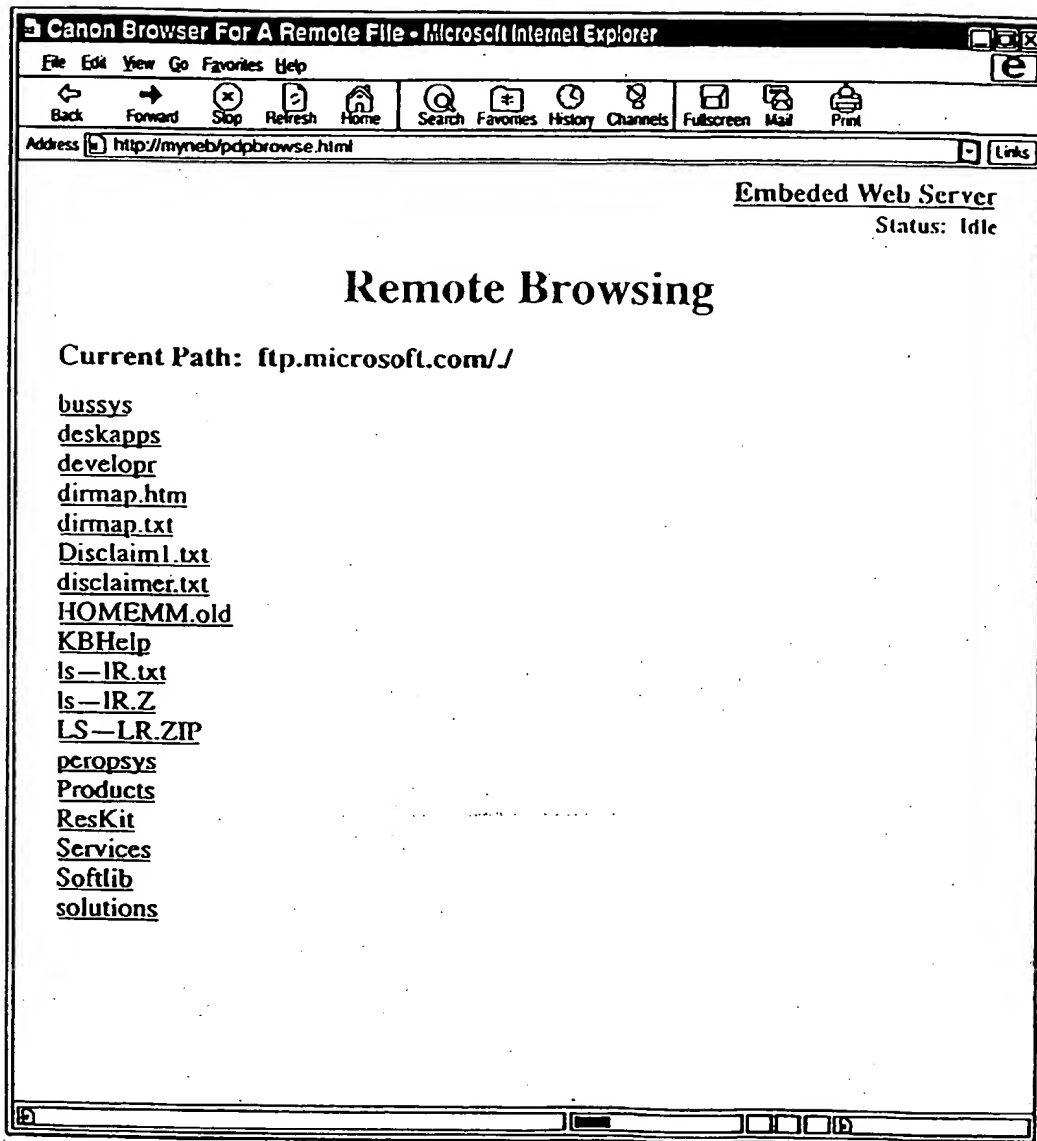 Canon Browser For A Remote File - Microsoft Internet Explorer
File Edit View Go Favorites Help
Back Forward Stop Refresh Home Search Favorites History Channels Fullscreen Mail Print
Address http://myneb/pdpbrowse.html Links
Embeded Web Server
Status: Idle
Remote Browsing
Current Path: ftp.microsoft.com/./
bussys
deskapps
developr
dirmap.htm
dirmap.txt
Disclaim1.txt
disclaimer.txt
HOMEMM.old
KBHelp
ls—lR.txt
ls—lR.Z
LS—LR.ZIP
peropsys
Products
ResKit
Services
Softlib
solutions